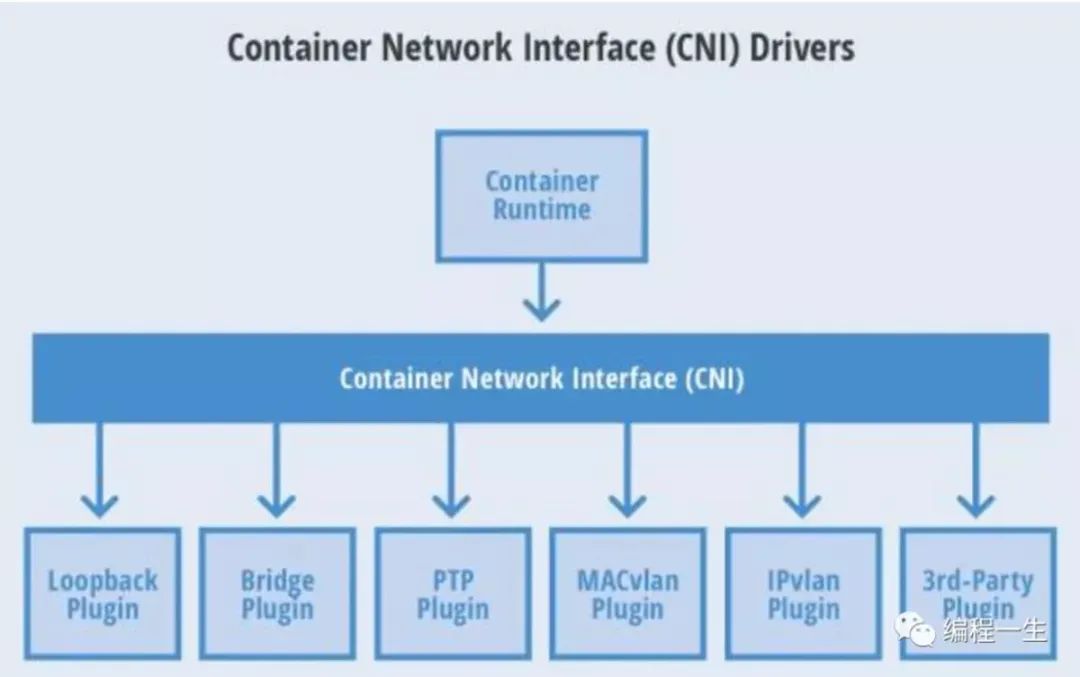 Container Network Interface (CNI) Drivers
Container
Runtime
Container Network Interface (CNI)
Loopback
Plugin
Bridge
Plugin
PTP
Plugin
MACvlan
Plugin
IPvlan
Plugin
3rd-Party
Plugin
编程一生